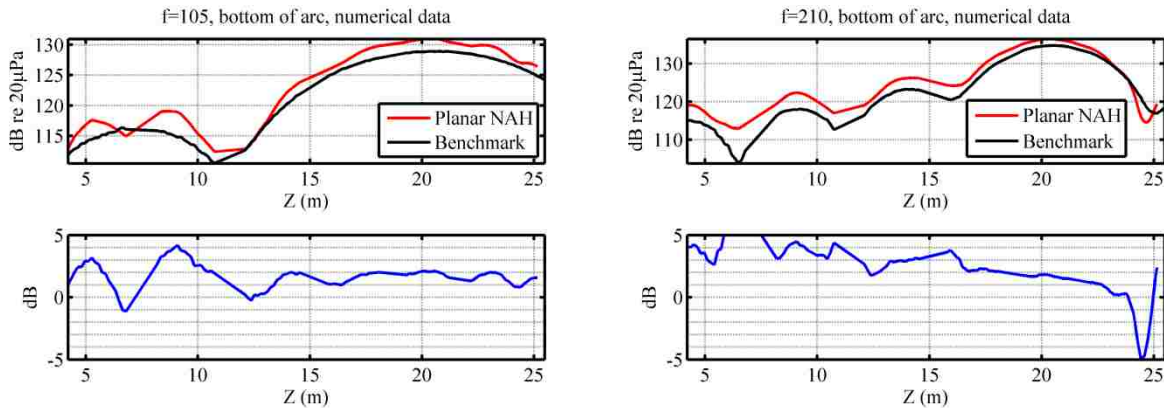 f=105, bottom of arc, numerical data
dB re 20µPa
130
125
120
115
Planar NAH
Benchmark
5 10 15 20 25
Z (m)
f=210, bottom of arc, numerical data
dB re 20µPa
130
120
110
Planar NAH
Benchmark
5 10 15 20 25
Z (m)
dB
5
0
-5
5 10 15 20 25
Z (m)
dB
5
0
-5
5 10 15 20 25
Z (m)